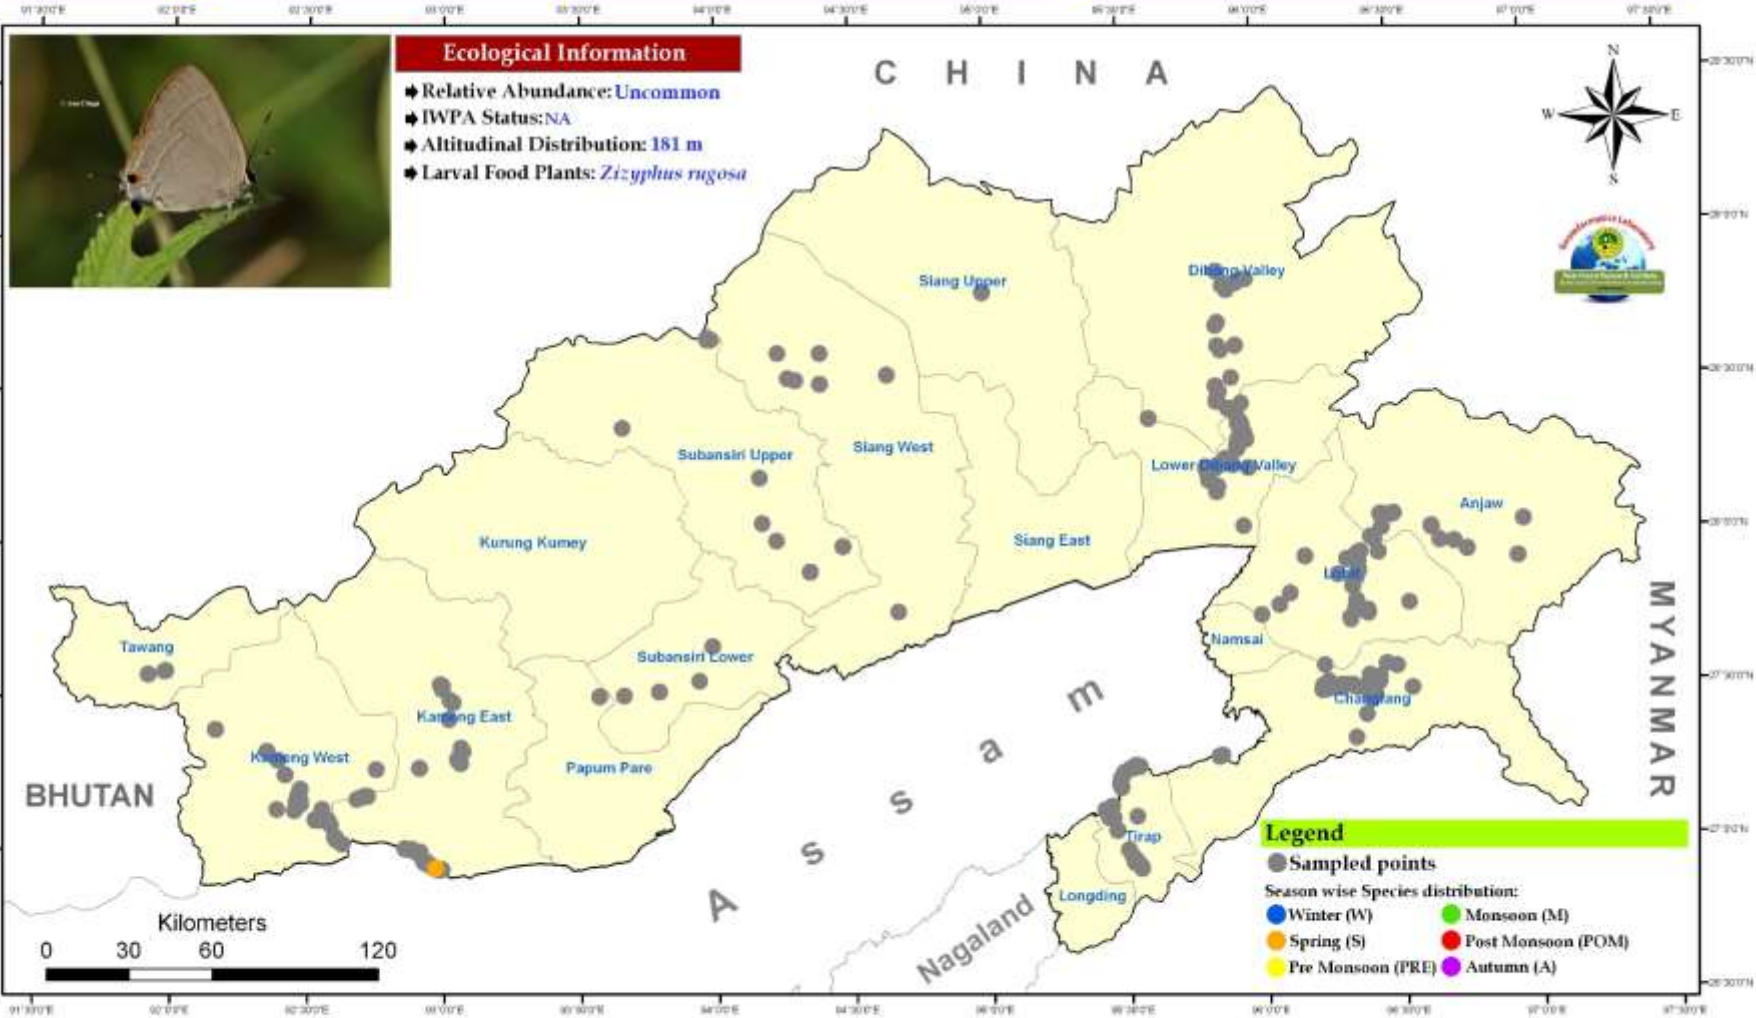 Ecological Information
Relative Abundance: Uncommon
IWPA Status: NA
Altitudinal Distribution: 181 m
Larval Food Plants: Zizyphus rugosa
C H I N A
N
W E
S
Siang Upper
Dibang Valley
Subansiri Upper
Siang West
Lower Dibang Valley
Anjaw
Kurung Kumey
Siang East
Lohit
Tawang
Namsai
Subansiri Lower
Changlang
Kameng East
Kameng West
Papum Pare
BHUTAN
MYANMAR
A s s a m
Tirap
Longding
Nagaland
Kilometers
0 30 60 120
Legend
Sampled points
Season wise Species distribution:
Winter (W) Monsoon (M)
Spring (S) Post Monsoon (POM)
Pre Monsoon (PRE) Autumn (A)